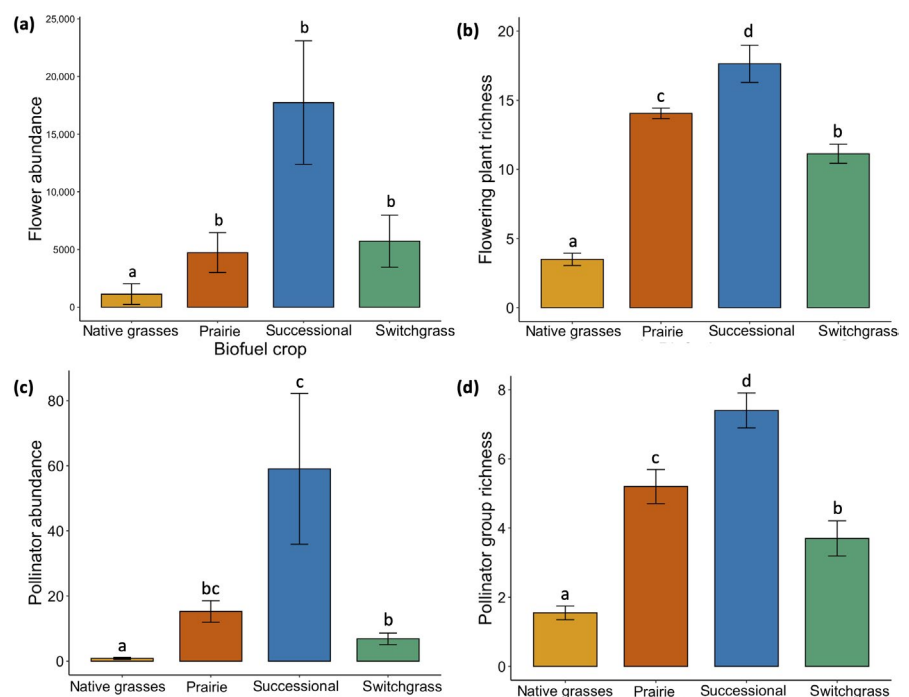 (a)
Flower abundance
25,000
20,000
15,000
10,000
5000
0
b
b
b
a
Native grasses Prairie Successional Switchgrass
Biofuel crop
(b)
Flowering plant richness
20
15
10
5
0
d
c
b
a
Native grasses Prairie Successional Switchgrass
(c)
Pollinator abundance
80
60
40
20
0
c
bc
b
a
Native grasses Prairie Successional Switchgrass
(d)
Pollinator group richness
8
6
4
2
0
d
c
b
a
Native grasses Prairie Successional Switchgrass